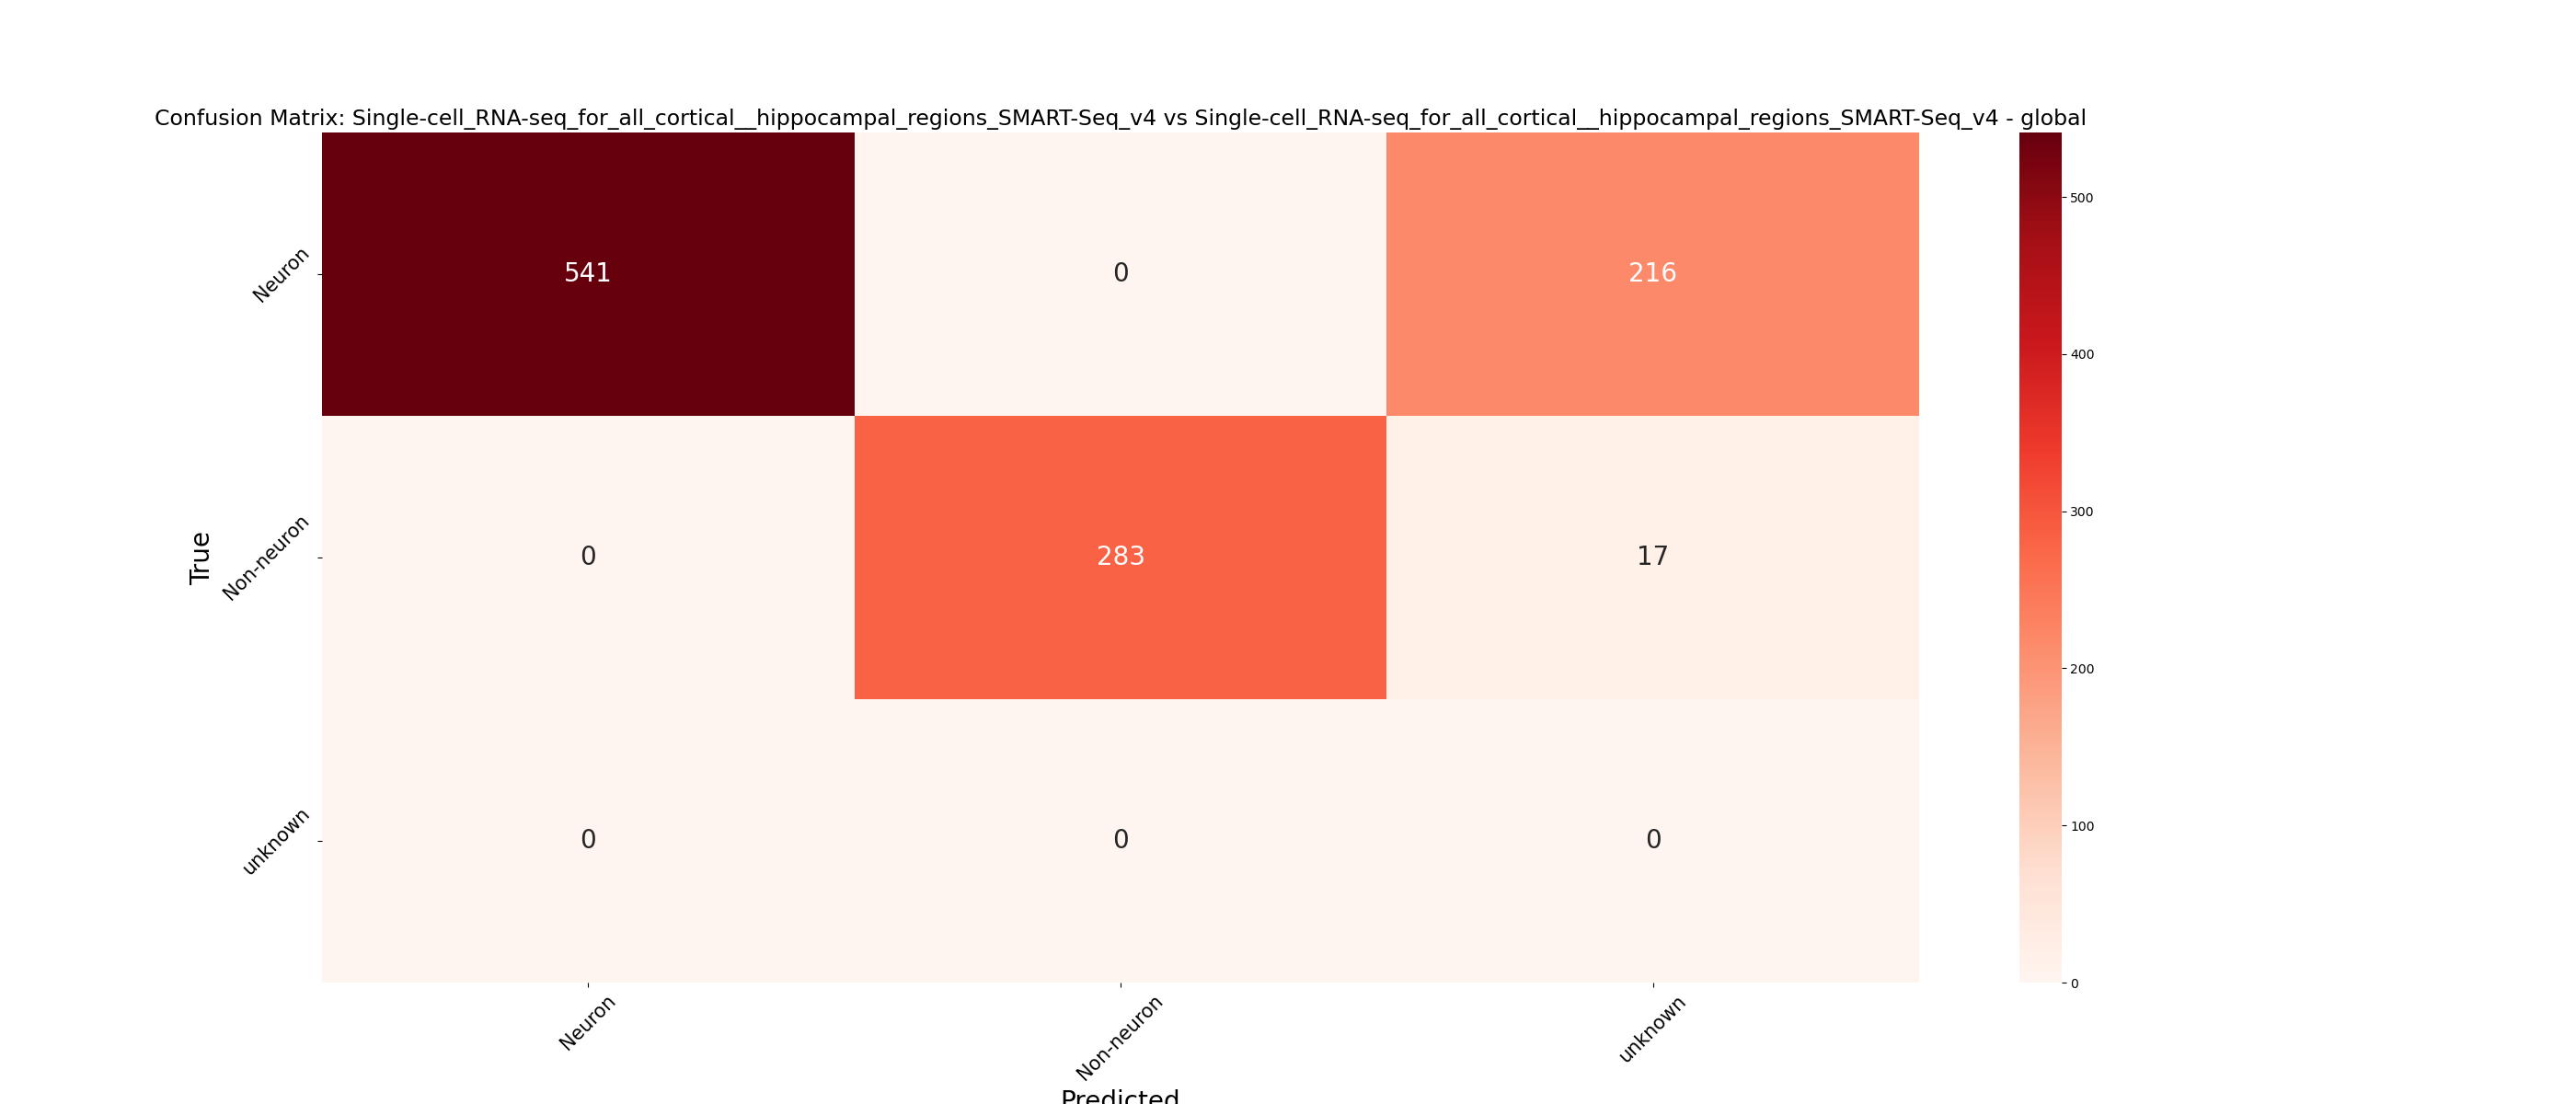 Confusion Matrix: Single-cell_RNA-seq_for_all_cortical__hippocampal_regions_SMART-Seq_v4 vs Single-cell_RNA-seq_for_all_cortical__hippocampal_regions_SMART-Seq_v4 - global
True
Neuron
541
0
216
Non-neuron
0
283
17
unknown
0
0
0
Neuron
Non-neuron
unknown
Predicted
500
400
300
200
100
0